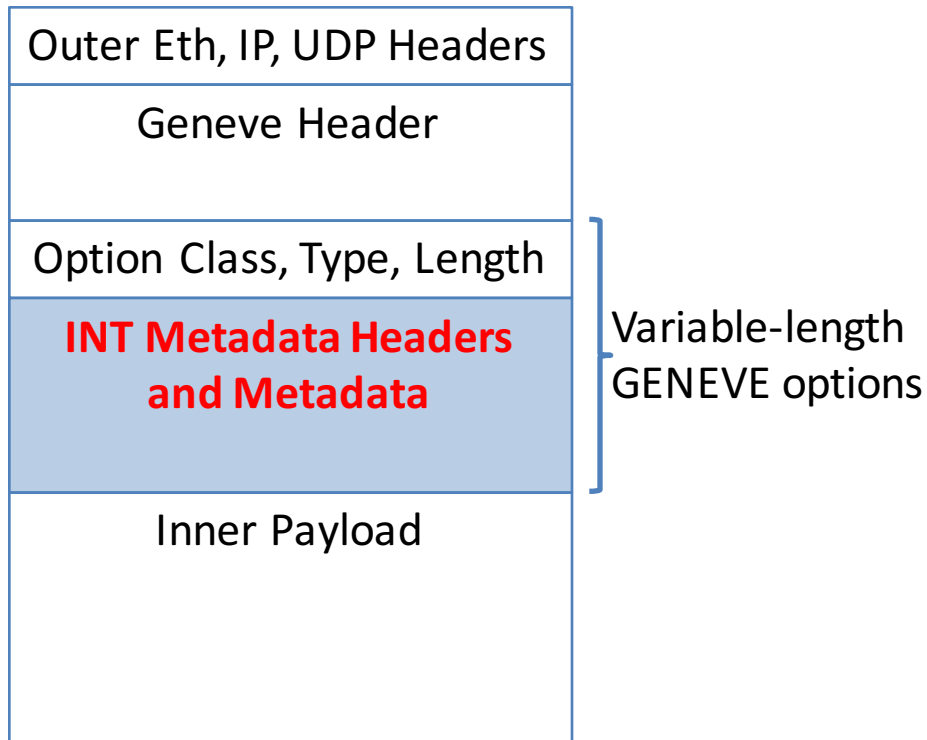 Outer Eth, IP, UDP Headers
Geneve Header
Option Class, Type, Length
INT Metadata Headers
and Metadata
Variable-length
GENEVE options
Inner Payload